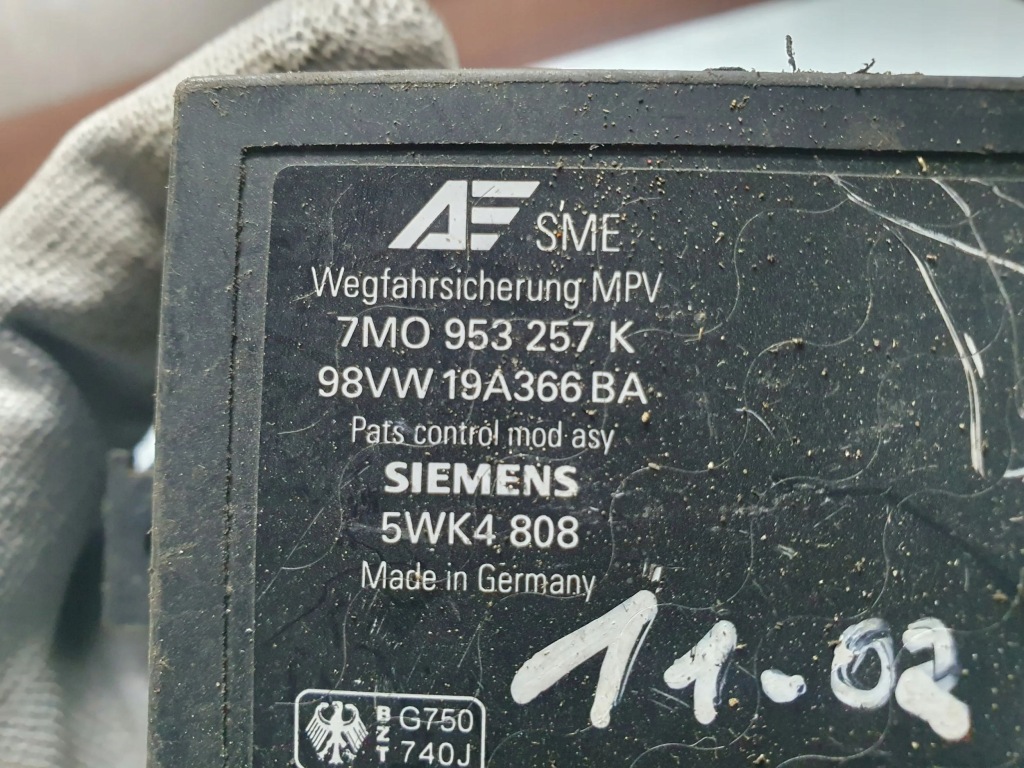 AE SME
Wegfahrsicherung MPV
7MO 953 257 K
98VW 19A366 BA
Pats control mod asy
SIEMENS
5WK4 808
Made in Germany
11-02
BZT G750
740J